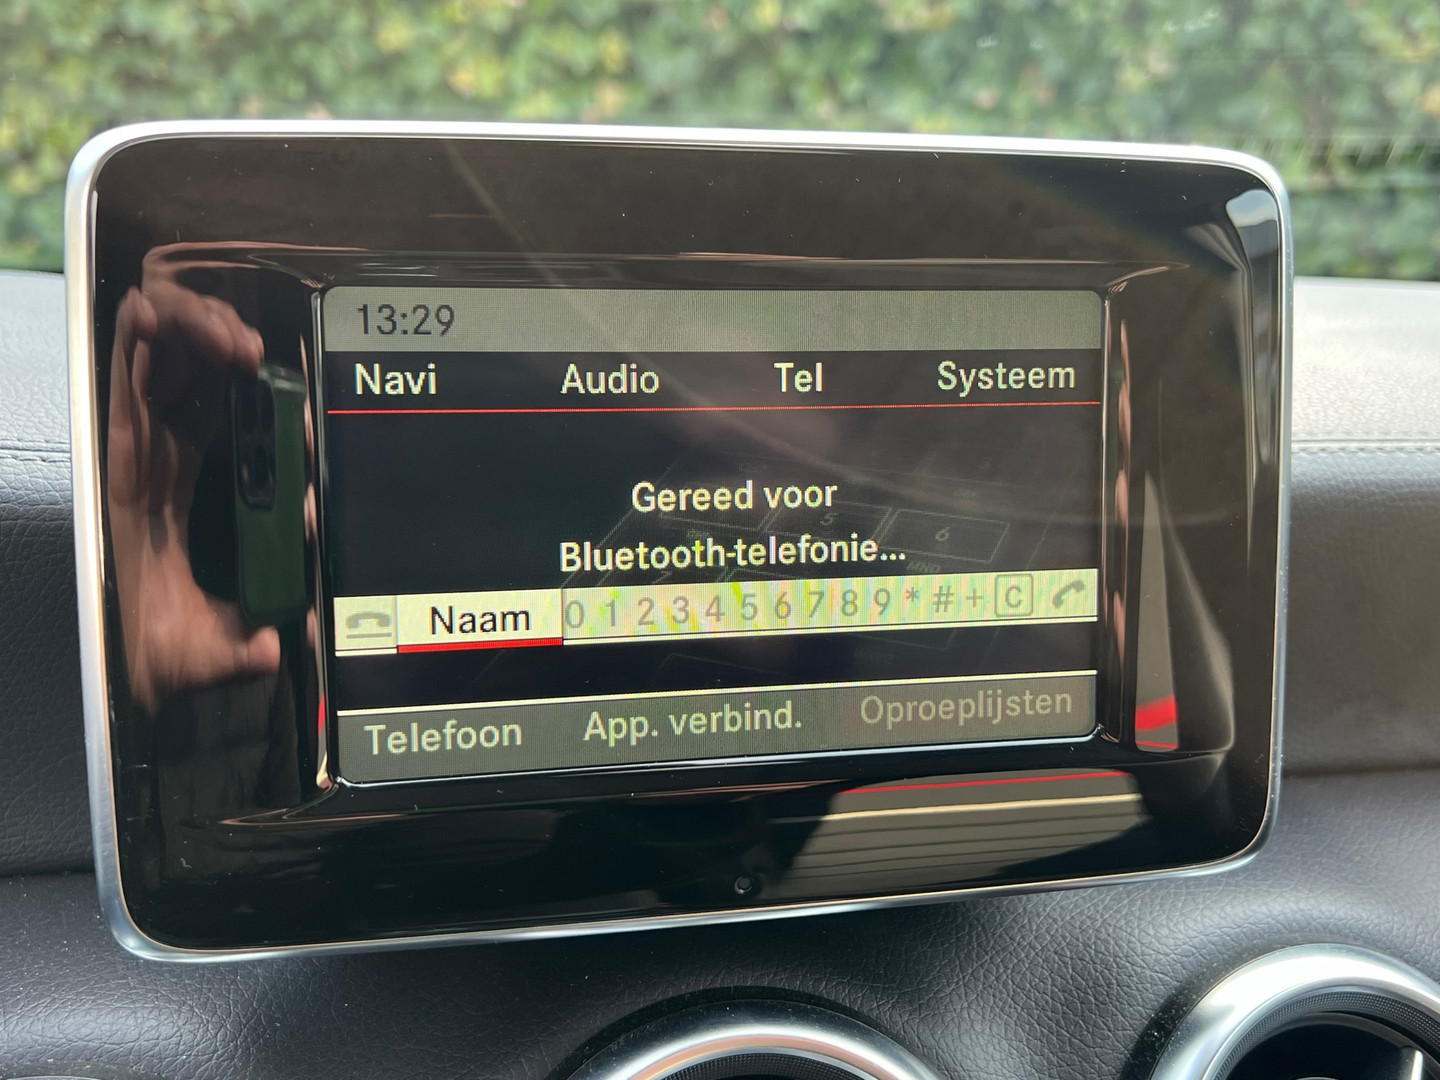 13:29
Navi Audio Tel Systeem
Gereed voor
Bluetooth-telefonie...
Naam 0 1 2 3 4 5 6 7 8 9 * # + C
Telefoon App. verbind. Oproeplijsten